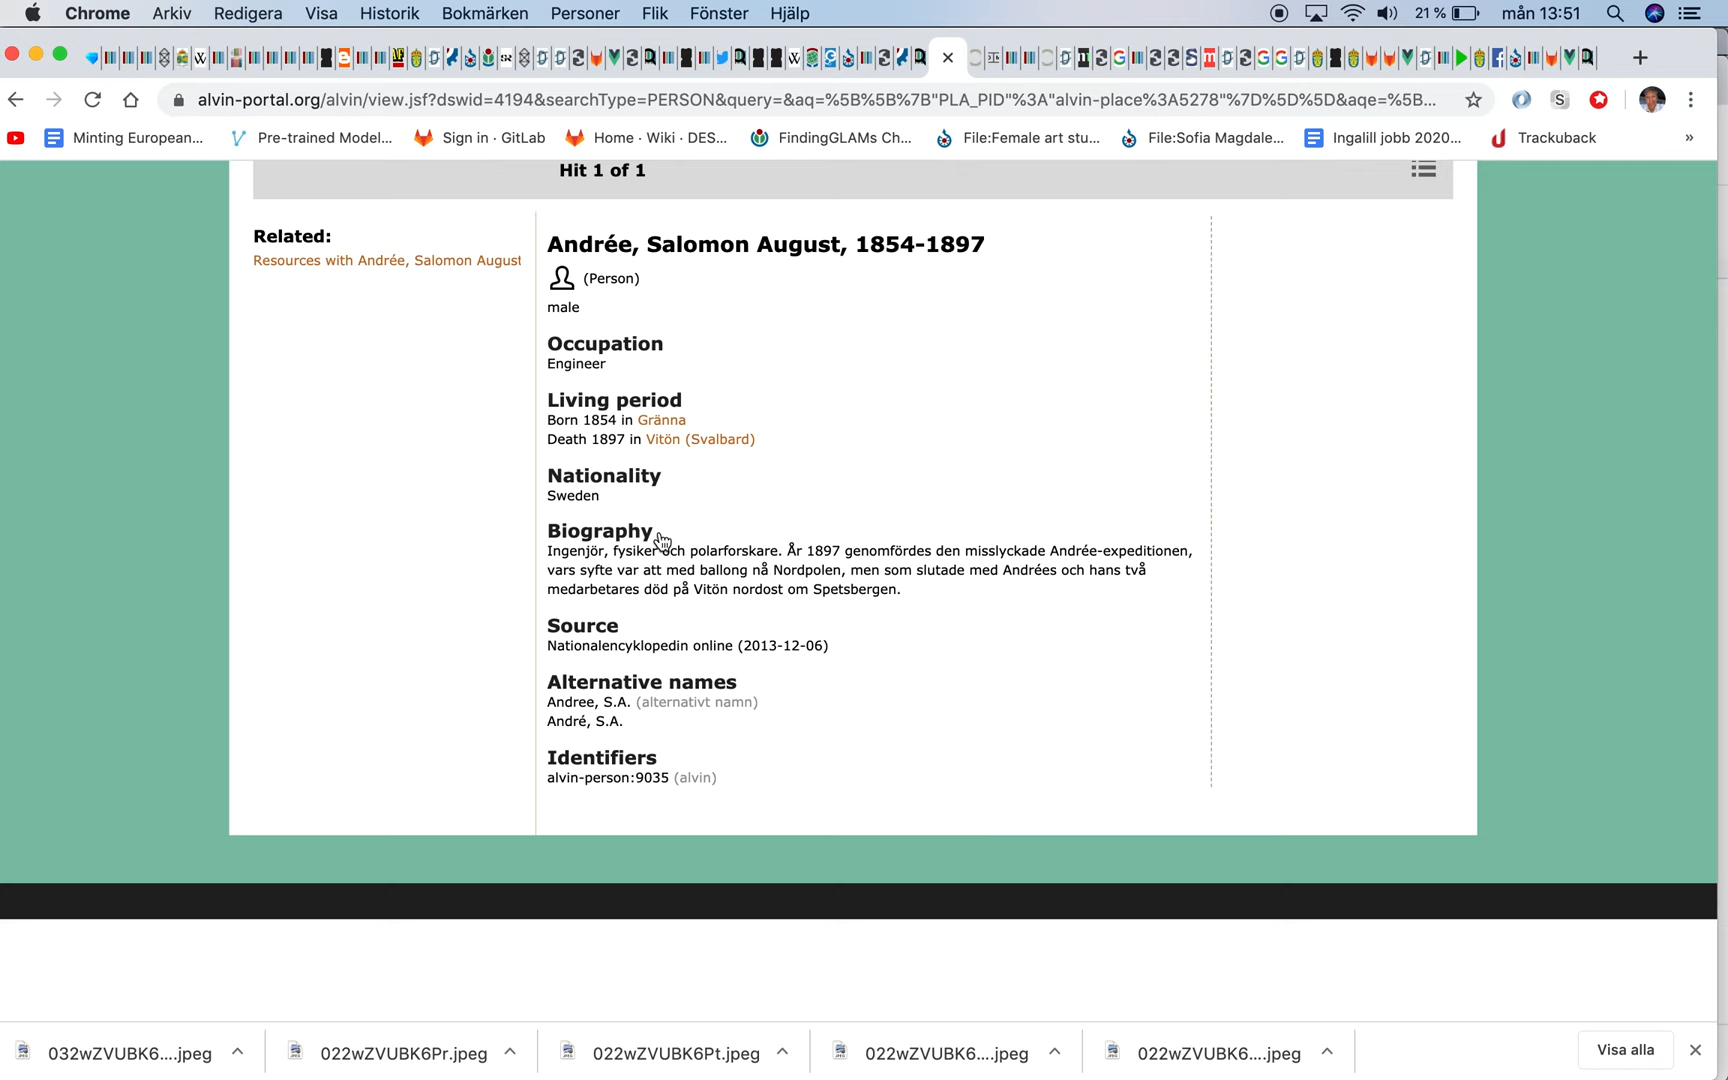 Chrome Arkiv Redigera Visa Historik Bokmärken Personer Flik Fönster Hjälp 21 % mån 13:51
alvin-portal.org/alvin/view.jsf?dswid=4194&searchType=PERSON&query=&aq=%5B%5B%7B"PLA_PID"%3A"alvin-place%3A5278"%7D%5D%5D&aqe=%5B...
Minting European... Pre-trained Model... Sign in · GitLab Home · Wiki · DES... FindingGLAMs Ch... File:Female art stu... File:Sofia Magdale... Ingalill jobb 2020... Trackuback »
Hit 1 of 1
Related:
Resources with Andrée, Salomon August
Andrée, Salomon August, 1854-1897
(Person)
male
Occupation
Engineer
Living period
Born 1854 in Gränna
Death 1897 in Vitön (Svalbard)
Nationality
Sweden
Biography
Ingenjör, fysiker och polarforskare. År 1897 genomfördes den misslyckade Andrée-expeditionen,
vars syfte var att med ballong nå Nordpolen, men som slutade med Andrées och hans två
medarbetares död på Vitön nordost om Spetsbergen.
Source
Nationalencyklopedin online (2013-12-06)
Alternative names
Andree, S.A. (alternativt namn)
André, S.A.
Identifiers
alvin-person:9035 (alvin)
032wZVUBK6....jpeg 022wZVUBK6Pr.jpeg 022wZVUBK6Pt.jpeg 022wZVUBK6....jpeg 022wZVUBK6....jpeg Visa alla